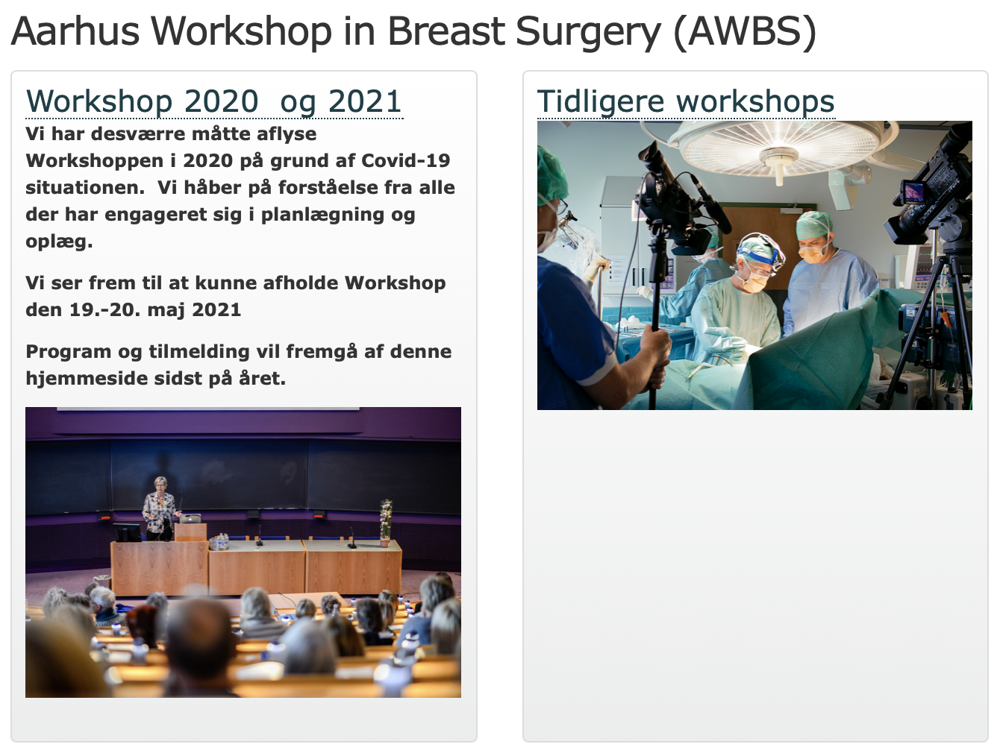 Aarhus Workshop in Breast Surgery (AWBS)
Workshop 2020  og 2021
Vi har desværre måtte aflyse
Workshoppen i 2020 på grund af Covid-19
situationen.  Vi håber på forståelse fra alle
der har engageret sig i planlægning og
oplæg.
Vi ser frem til at kunne afholde Workshop
den 19.-20. maj 2021
Program og tilmelding vil fremgå af denne
hjemmeside sidst på året.
Tidligere workshops